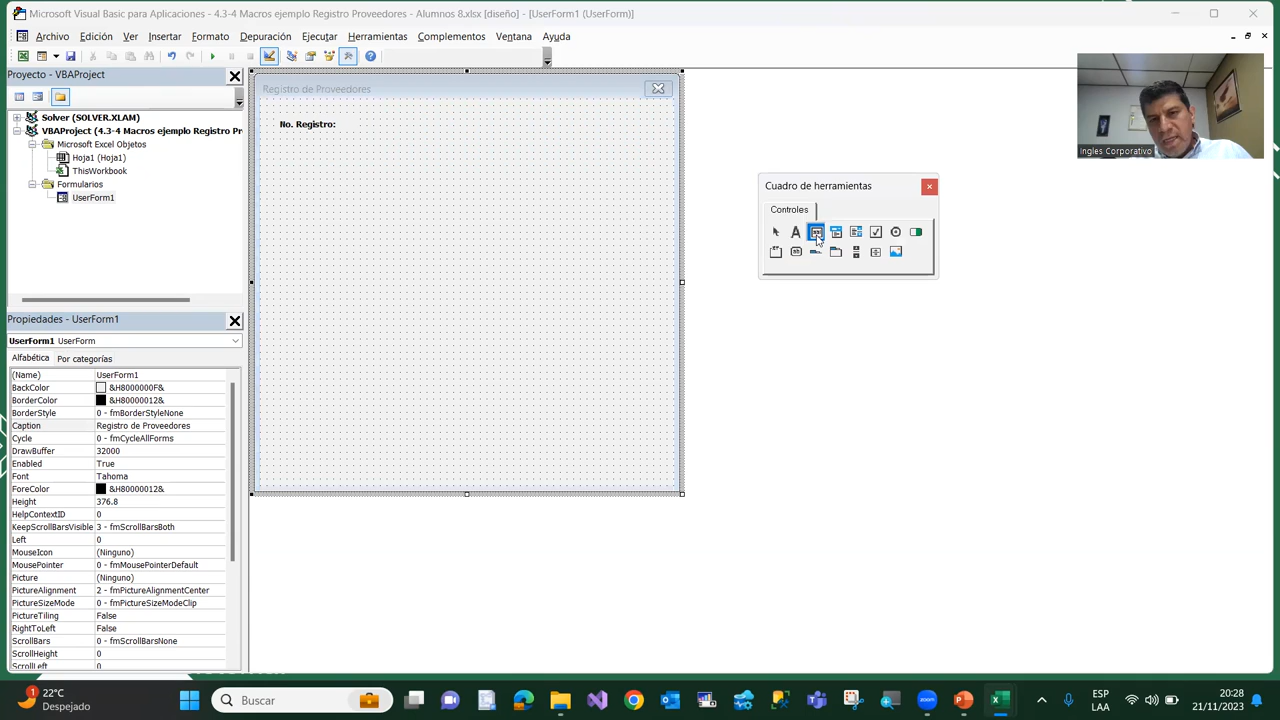 Microsoft Visual Basic para Aplicaciones - 4.3-4 Macros ejemplo Registro Proveedores - Alumnos 8.xlsx [diseño] - [UserForm1 (UserForm)]
Archivo Edición Ver Insertar Formato Depuración Ejecutar Herramientas Complementos Ventana Ayuda
Proyecto - VBAProject
Solver (SOLVER.XLAM)
VBAProject (4.3-4 Macros ejemplo Registro Pr
Microsoft Excel Objetos
Hoja1 (Hoja1)
ThisWorkbook
Formularios
UserForm1
Propiedades - UserForm1
UserForm1 UserForm
Alfabética Por categorías
(Name) UserForm1
BackColor &H8000000F&
BorderColor &H80000012&
BorderStyle 0 - fmBorderStyleNone
Caption Registro de Proveedores
Cycle 0 - fmCycleAllForms
DrawBuffer 32000
Enabled True
Font Tahoma
ForeColor &H80000012&
Height 376.8
HelpContextID 0
KeepScrollBarsVisible 3 - fmScrollBarsBoth
Left 0
MouseIcon (Ninguno)
MousePointer 0 - fmMousePointerDefault
Picture (Ninguno)
PictureAlignment 2 - fmPictureAlignmentCenter
PictureSizeMode 0 - fmPictureSizeModeClip
PictureTiling False
RightToLeft False
ScrollBars 0 - fmScrollBarsNone
ScrollHeight 0
ScrollLeft 0
Registro de Proveedores
No. Registro:
Cuadro de herramientas
Controles
Ingles Corporativo
1
22°C
Despejado
Buscar
ESP
LAA
20:28
21/11/2023